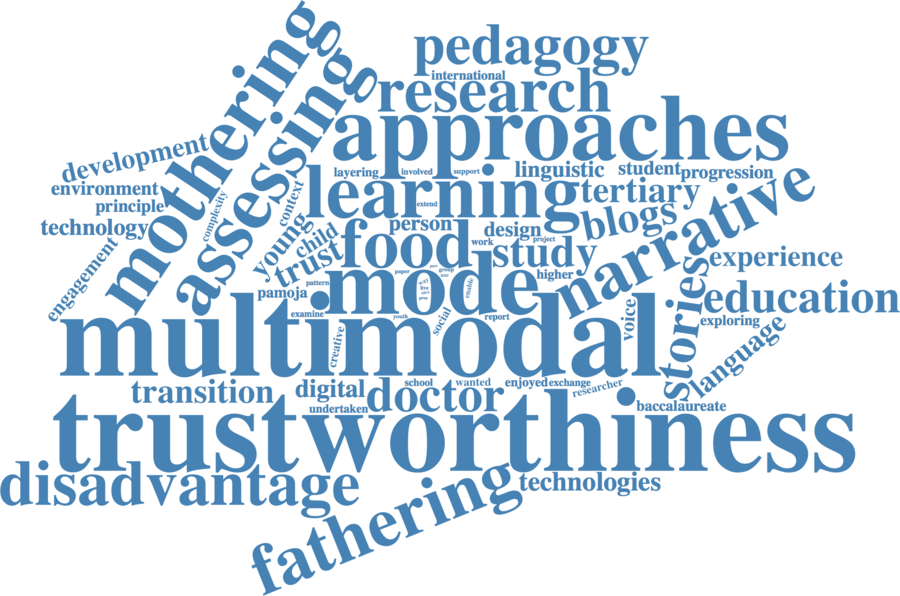 pedagogy
international
research
mothering
assessing
approaches
development
layering
involved
support
linguistic
student
progression
environment
principle
complexity
context
learning
extend
tertiary
narrative
technology
young
child
person
design
blogs
engagement
trust
food
work
project
study
stories
experience
pattern
paper
group
use
higher
pamoja
mode
way
live
enable
education
examine
youth
social
report
voice
exploring
multimodal
creative
language
transition
digital
school
wanted
enjoyed
exchange
researcher
doctor
undertaken
baccalaureate
trustworthiness
disadvantage
fathering
technologies